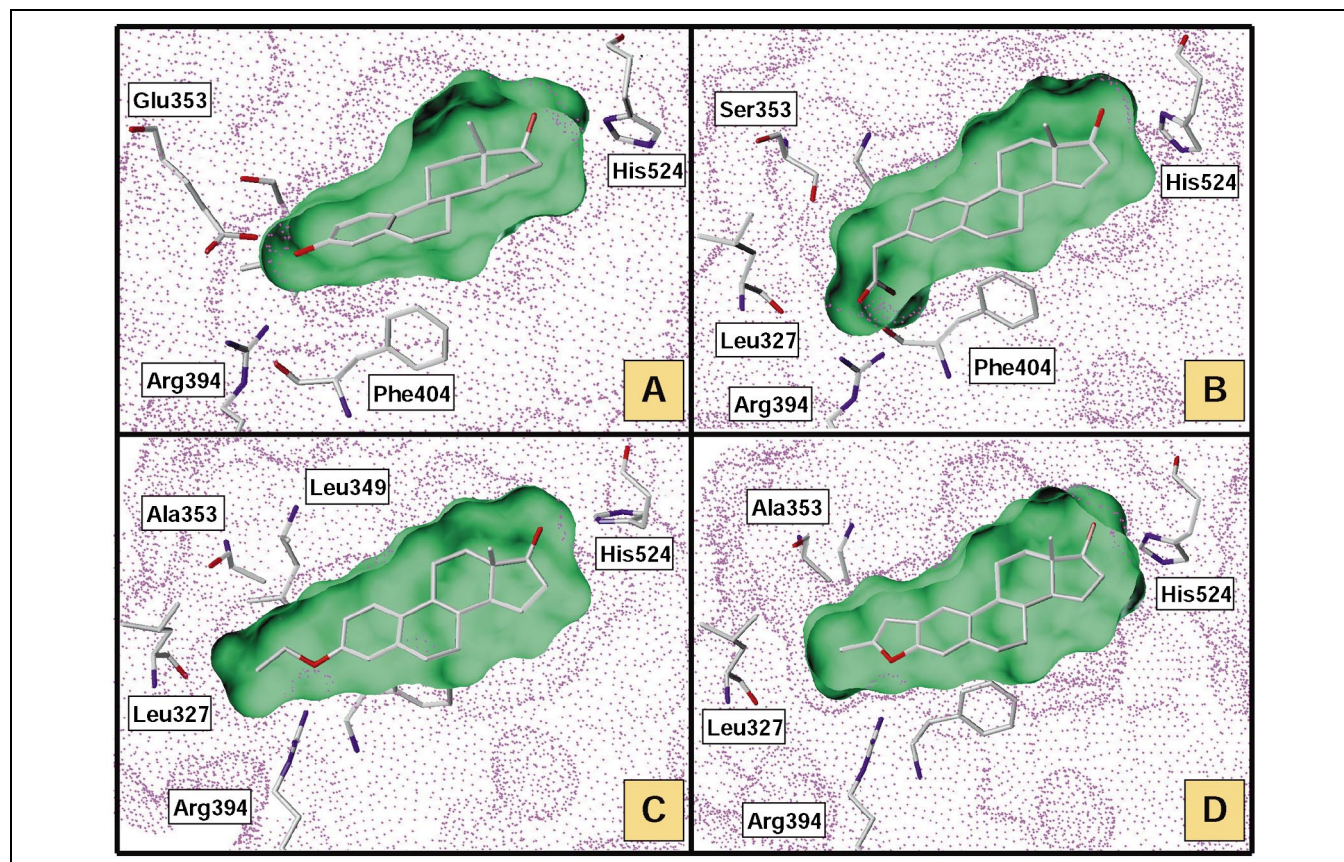 Glu353
His524
Arg394
Phe404
A
Ser353
His524
Leu327
Phe404
Arg394
B
Leu349
Ala353
His524
Leu327
Arg394
C
Ala353
His524
Leu327
Arg394
D